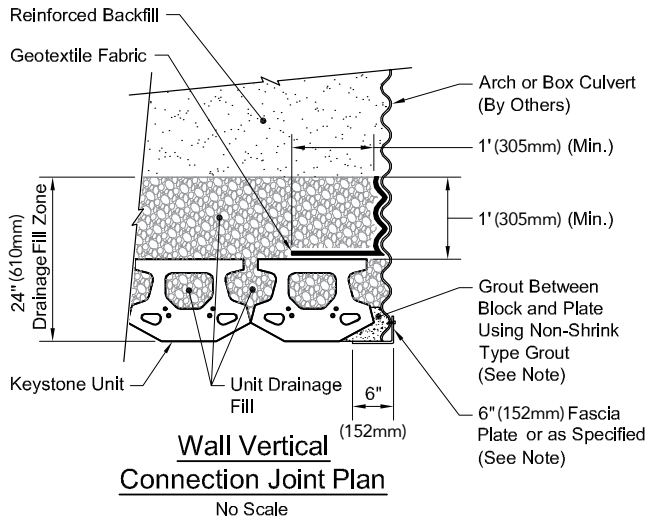 Reinforced Backfill
Geotextile Fabric
Arch or Box Culvert
(By Others)
1'(305mm) (Min.)
1'(305mm) (Min.)
24"(610mm)
Drainage Fill Zone
Grout Between
Block and Plate
Using Non-Shrink
Type Grout
(See Note)
Keystone Unit
Unit Drainage
Fill
6"
(152mm)
6"(152mm) Fascia
Plate or as Specified
(See Note)
Wall Vertical
Connection Joint Plan
No Scale